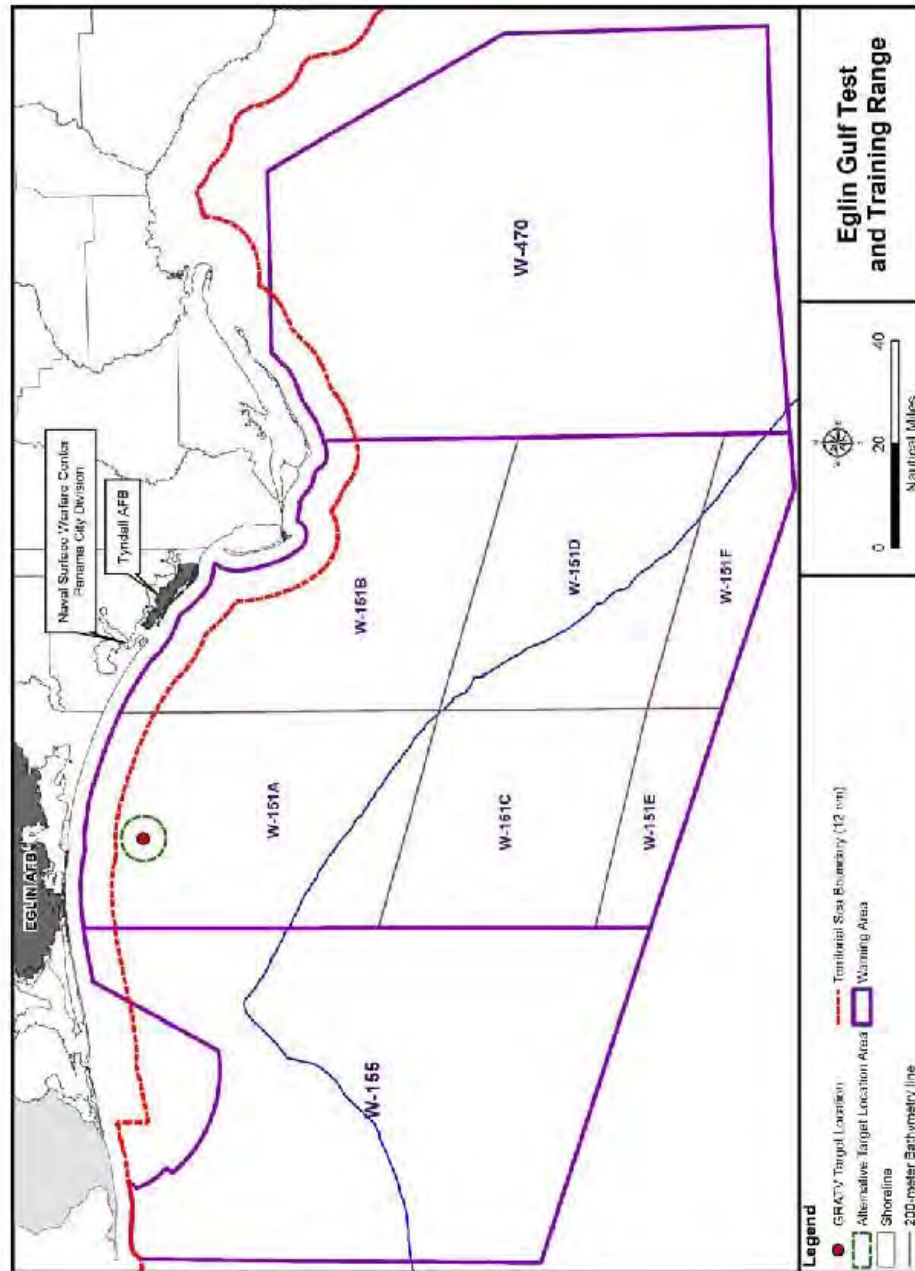 EGLIN AFB
Naval Surface Warfare Center
Panama City Division
Tyndall AFB
W-155
W-151A
W-151B
W-161C
W-151D
W-151E
W-151F
W-470
Legend
GRATV Target Location
Alternative Target Location Area
Shoreline
200-meter Bathymetry line
Territorial Sea Boundary (12 nm)
Warning Area
0 20 40
Nautical Miles
Eglin Gulf Test
and Training Range